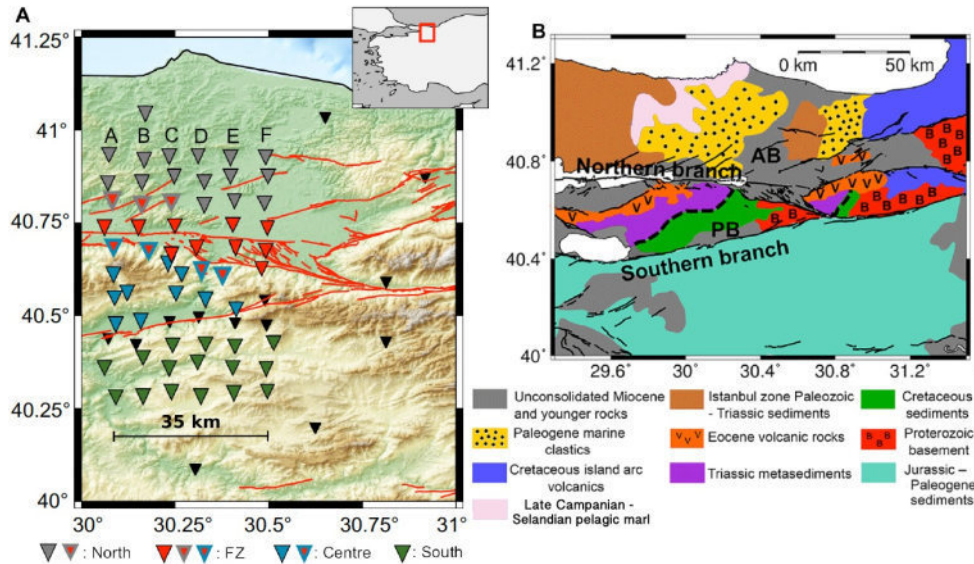 A
41.25°
41°
40.75°
40.5°
40.25°
40°
30°
30.25°
30.5°
30.75°
31°
A B C D E F
35 km
: North : FZ : Centre : South
B
0 km 50 km
41.2°
40.8°
40.4°
40°
29.6°
30°
30.4°
30.8°
31.2°
AB
Northern branch
PB
Southern branch
V V V
B B B
Unconsolidated Miocene
and younger rocks
Istanbul zone Paleozoic
- Triassic sediments
Cretaceous
sediments
Paleogene marine
clastics
Eocene volcanic rocks
Proterozoic
basement
Cretaceous island arc
volcanics
Triassic metasediments
Jurassic –
Paleogene
sediments
Late Campanian -
Selandian pelagic marl